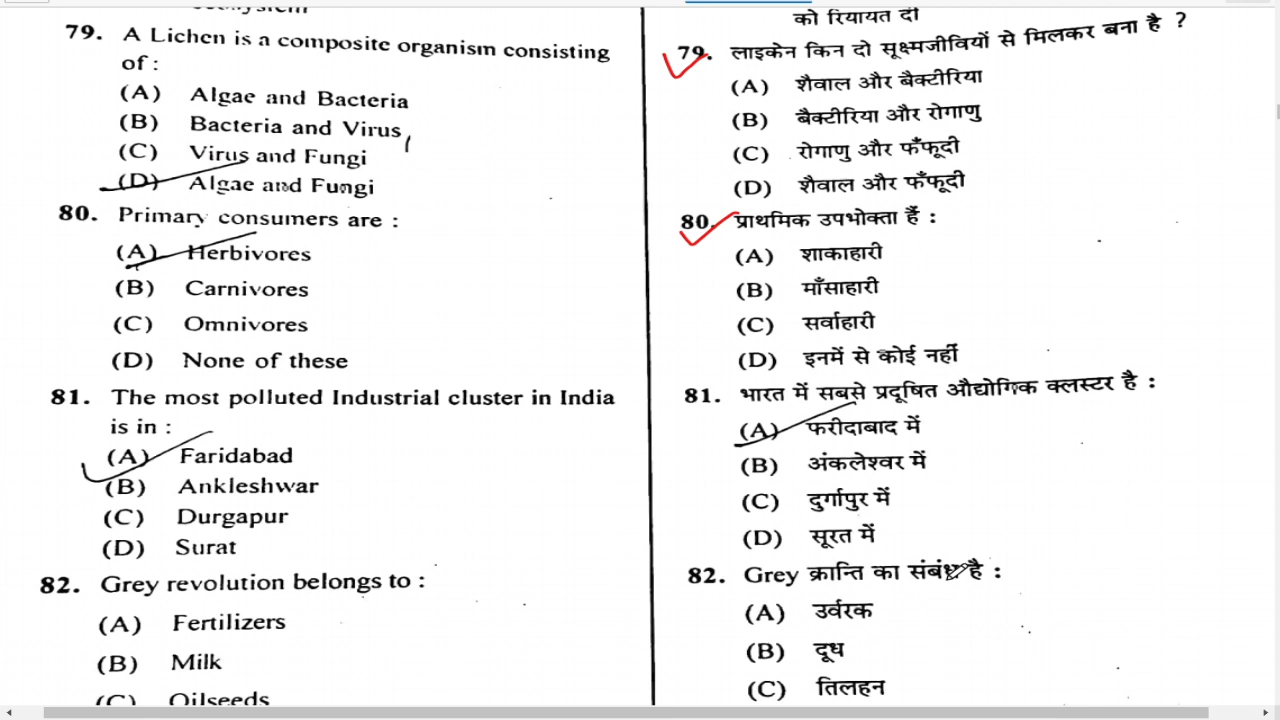 79. A Lichen is a composite organism consisting
of :
(A) Algae and Bacteria
(B) Bacteria and Virus
(C) Virus and Fungi
(D) Algae and Fungi
80. Primary consumers are :
(A) Herbivores
(B) Carnivores
(C) Omnivores
(D) None of these
81. The most polluted Industrial cluster in India
is in :
(A) Faridabad
(B) Ankleshwar
(C) Durgapur
(D) Surat
82. Grey revolution belongs to :
(A) Fertilizers
(B) Milk
(C) Oilseeds
को रियायत दी
79. लाइकेन किन दो सूक्ष्मजीवियों से मिलकर बना है ?
(A) शैवाल और बैक्टीरिया
(B) बैक्टीरिया और रोगाणु
(C) रोगाणु और फँफूदी
(D) शैवाल और फँफूदी
80. प्राथमिक उपभोक्ता हैं :
(A) शाकाहारी
(B) माँसाहारी
(C) सर्वाहारी
(D) इनमें से कोई नहीं
81. भारत में सबसे प्रदूषित औद्योगिक क्लस्टर है :
(A) फरीदाबाद में
(B) अंकलेश्वर में
(C) दुर्गापुर में
(D) सूरत में
82. Grey क्रान्ति का संबंध है :
(A) उर्वरक
(B) दूध
(C) तिलहन